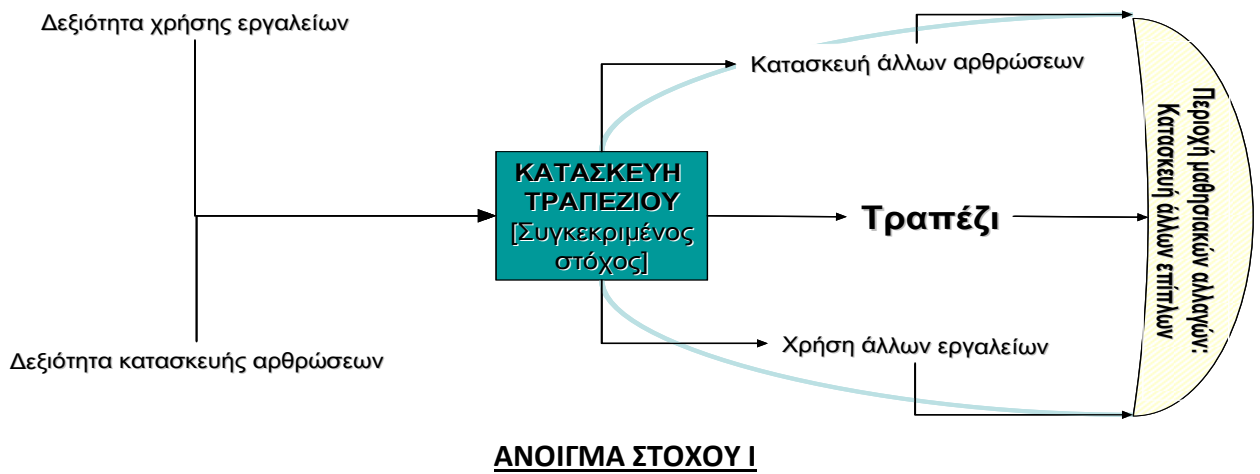 Δεξιότητα χρήσης εργαλείων
Κατασκευή άλλων αρθρώσεων
ΚΑΤΑΣΚΕΥΗ
ΤΡΑΠΕΖΙΟΥ
[Συγκεκριμένος
στόχος]
Τραπέζι
Περιοχή μαθησιακών αλλαγών:
Κατασκευή άλλων επίπλων
Χρήση άλλων εργαλείων
Δεξιότητα κατασκευής αρθρώσεων
ΑΝΟΙΓΜΑ ΣΤΟΧΟΥ Ι